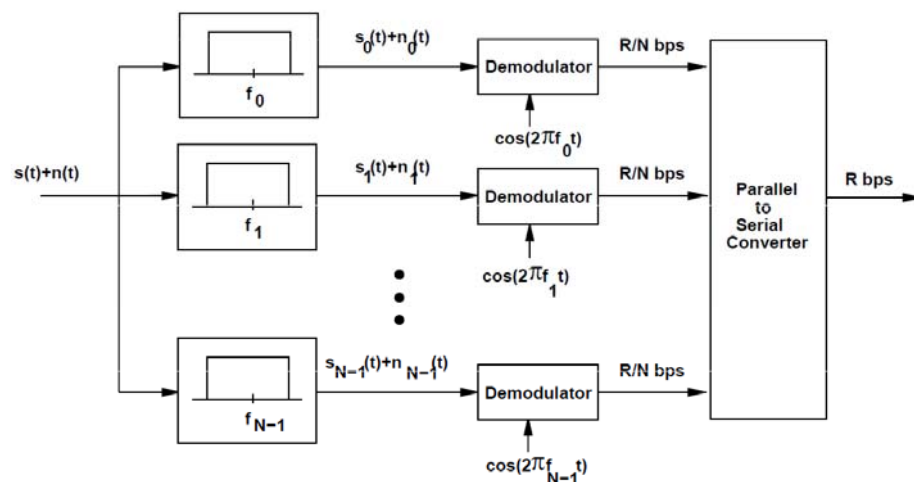 s(t)+n(t)
f0
s0(t)+n0(t)
Demodulator
cos(2πf0t)
R/N bps
f1
s1(t)+n1(t)
Demodulator
cos(2πf1t)
R/N bps
fN−1
sN−1(t)+nN−1(t)
Demodulator
cos(2πfN−1t)
R/N bps
Parallel
to
Serial
Converter
R bps